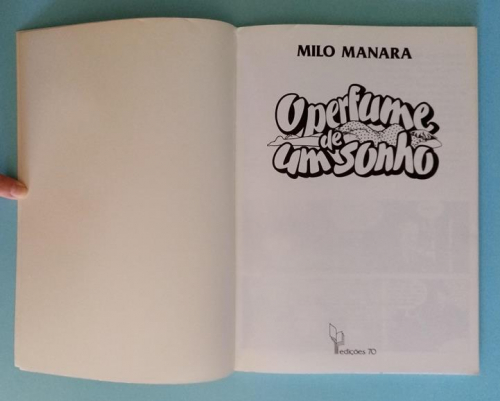 MILO MANARA
O perfume
de
um sonho
edições 70